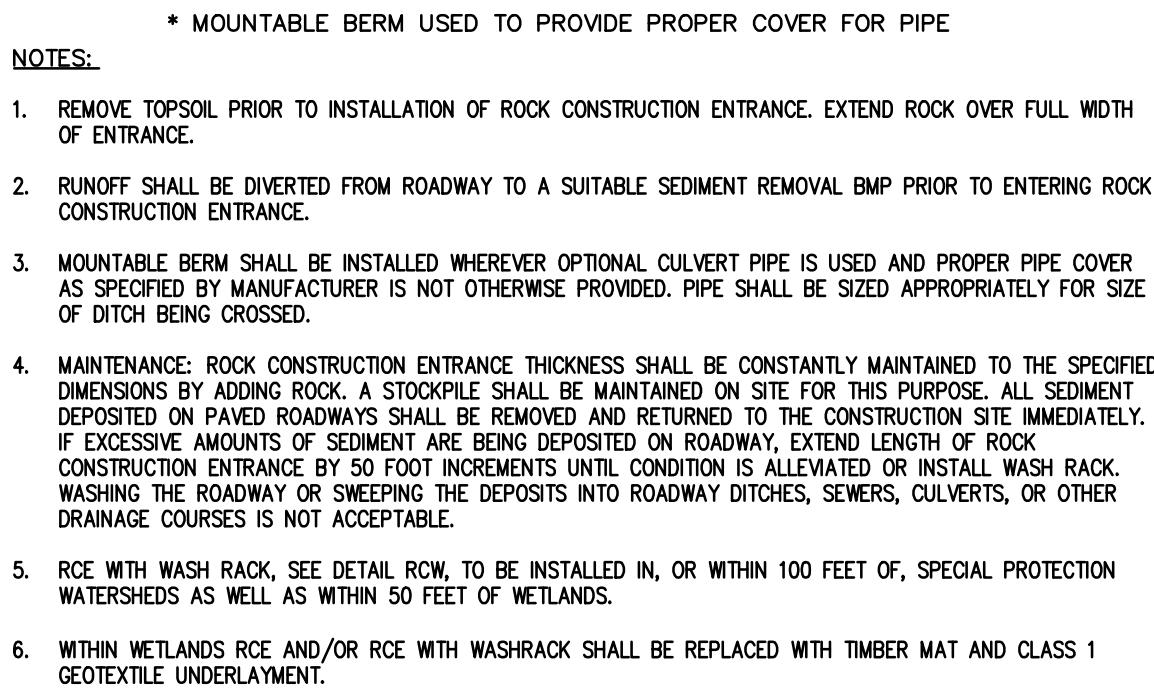 * MOUNTABLE BERM USED TO PROVIDE PROPER COVER FOR PIPE
NOTES:
1. REMOVE TOPSOIL PRIOR TO INSTALLATION OF ROCK CONSTRUCTION ENTRANCE. EXTEND ROCK OVER FULL WIDTH
OF ENTRANCE.
2. RUNOFF SHALL BE DIVERTED FROM ROADWAY TO A SUITABLE SEDIMENT REMOVAL BMP PRIOR TO ENTERING ROCK
CONSTRUCTION ENTRANCE.
3. MOUNTABLE BERM SHALL BE INSTALLED WHEREVER OPTIONAL CULVERT PIPE IS USED AND PROPER PIPE COVER
AS SPECIFIED BY MANUFACTURER IS NOT OTHERWISE PROVIDED. PIPE SHALL BE SIZED APPROPRIATELY FOR SIZE
OF DITCH BEING CROSSED.
4. MAINTENANCE: ROCK CONSTRUCTION ENTRANCE THICKNESS SHALL BE CONSTANTLY MAINTAINED TO THE SPECIFIED
DIMENSIONS BY ADDING ROCK. A STOCKPILE SHALL BE MAINTAINED ON SITE FOR THIS PURPOSE. ALL SEDIMENT
DEPOSITED ON PAVED ROADWAYS SHALL BE REMOVED AND RETURNED TO THE CONSTRUCTION SITE IMMEDIATELY.
IF EXCESSIVE AMOUNTS OF SEDIMENT ARE BEING DEPOSITED ON ROADWAY, EXTEND LENGTH OF ROCK
CONSTRUCTION ENTRANCE BY 50 FOOT INCREMENTS UNTIL CONDITION IS ALLEVIATED OR INSTALL WASH RACK.
WASHING THE ROADWAY OR SWEEPING THE DEPOSITS INTO ROADWAY DITCHES, SEWERS, CULVERTS, OR OTHER
DRAINAGE COURSES IS NOT ACCEPTABLE.
5. RCE WITH WASH RACK, SEE DETAIL RCW, TO BE INSTALLED IN, OR WITHIN 100 FEET OF, SPECIAL PROTECTION
WATERSHEDS AS WELL AS WITHIN 50 FEET OF WETLANDS.
6. WITHIN WETLANDS RCE AND/OR RCE WITH WASHRACK SHALL BE REPLACED WITH TIMBER MAT AND CLASS 1
GEOTEXTILE UNDERLAYMENT.